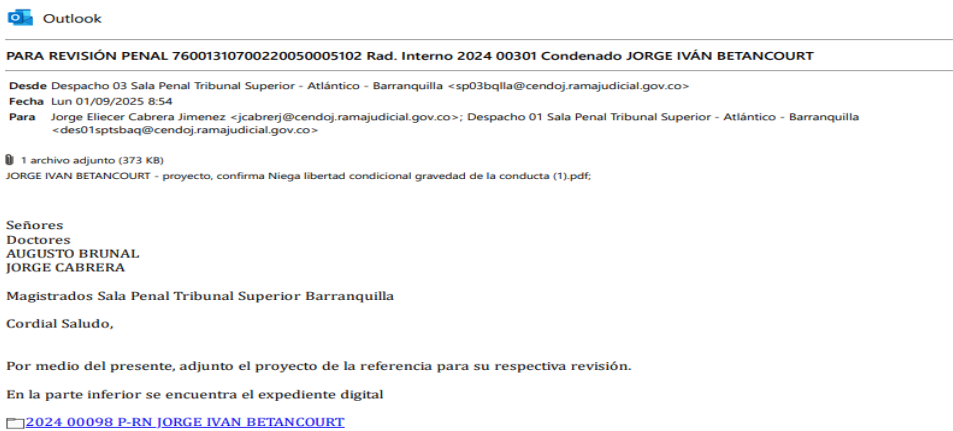 Outlook
PARA REVISIÓN PENAL 76001310700220050005102 Rad. Interno 2024 00301 Condenado JORGE IVÁN BETANCOURT
Desde Despacho 03 Sala Penal Tribunal Superior - Atlántico - Barranquilla <sp03bqlla@cendoj.ramajudicial.gov.co>
Fecha Lun 01/09/2025 8:54
Para Jorge Eliecer Cabrera Jimenez <jcabrerj@cendoj.ramajudicial.gov.co>; Despacho 01 Sala Penal Tribunal Superior - Atlántico - Barranquilla
<des01sptsbaq@cendoj.ramajudicial.gov.co>
1 archivo adjunto (373 KB)
JORGE IVAN BETANCOURT - proyecto, confirma Niega libertad condicional gravedad de la conducta (1).pdf;
Señores
Doctores
AUGUSTO BRUNAL
JORGE CABRERA
Magistrados Sala Penal Tribunal Superior Barranquilla
Cordial Saludo,
Por medio del presente, adjunto el proyecto de la referencia para su respectiva revisión.
En la parte inferior se encuentra el expediente digital
2024 00098 P-RN JORGE IVAN BETANCOURT